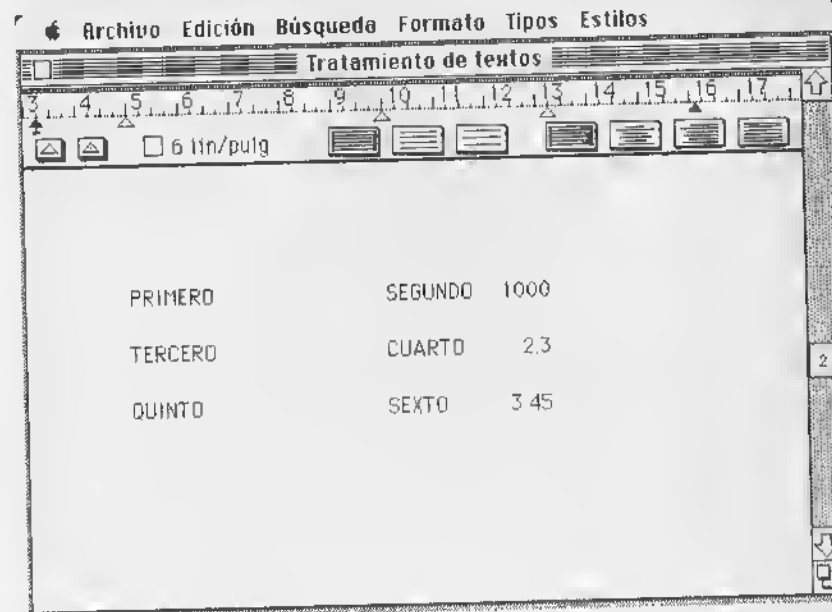 Archivo Edición Búsqueda Formato Tipos Estilos
Tratamiento de textos
3 4 5 6 7 8 9 10 11 12 13 14 15 16 17
6 lin/pulg
PRIMERO SEGUNDO 1000
TERCERO CUARTO 2,3
QUINTO SEXTO 3 45
2